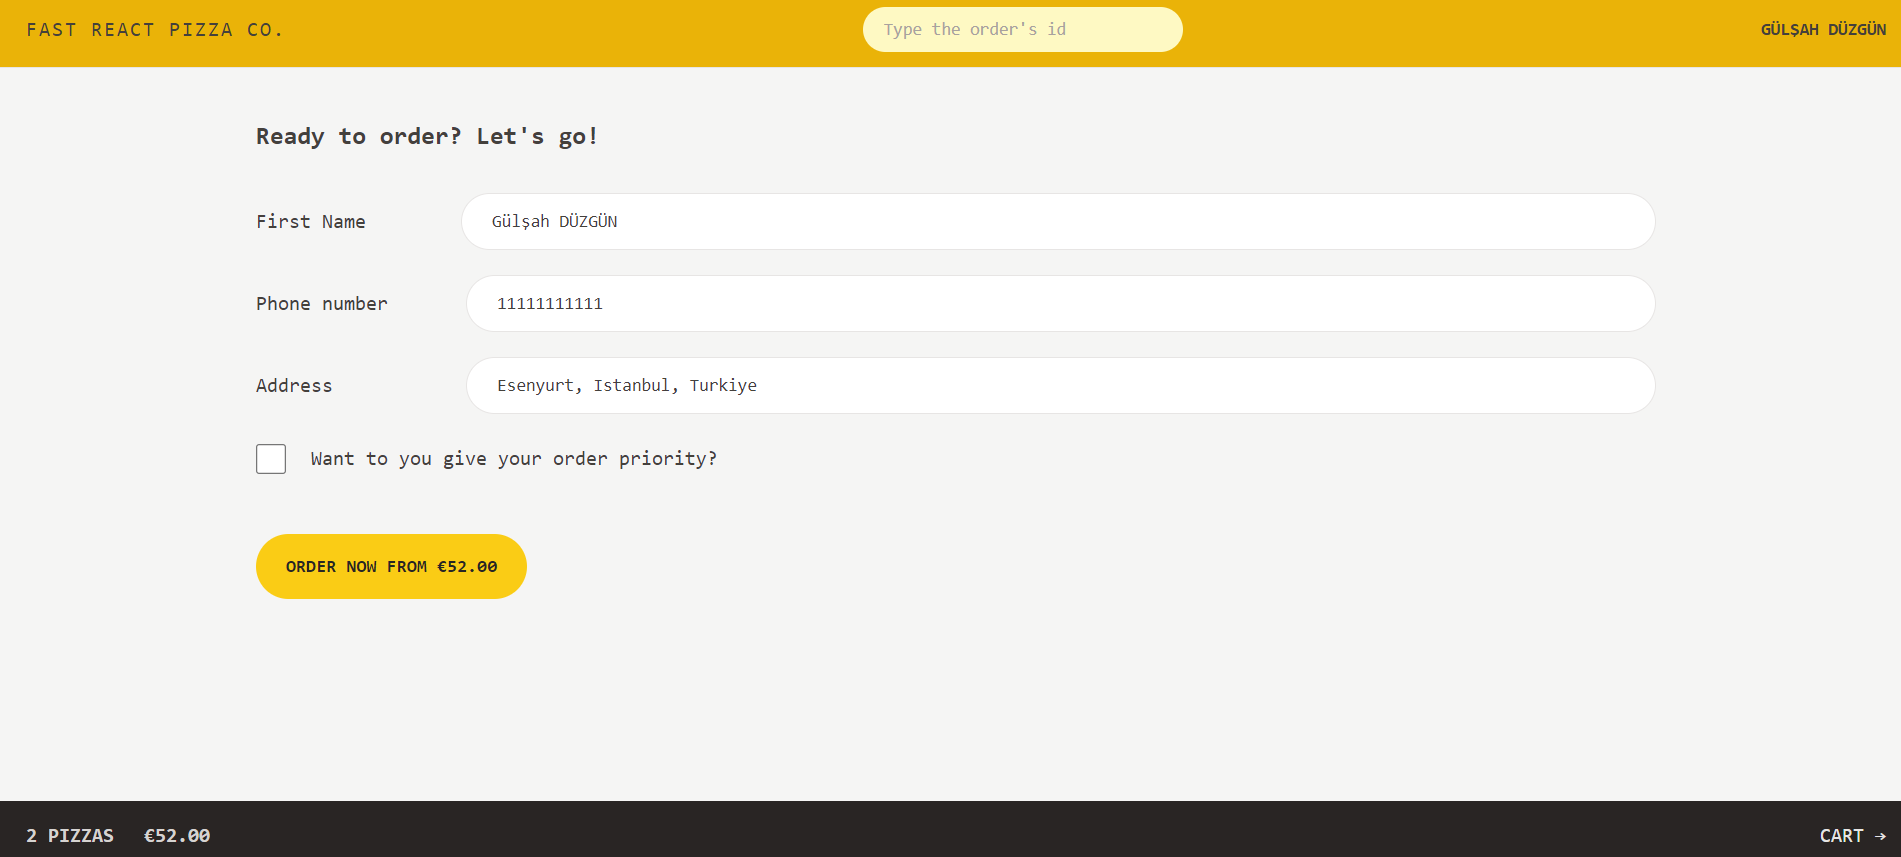 FAST REACT PIZZA CO.
Type the order's id
GÜLŞAH DÜZGÜN
Ready to order? Let's go!
First Name
Gülşah DÜZGÜN
Phone number
11111111111
Address
Esenyurt, Istanbul, Turkiye
Want to you give your order priority?
ORDER NOW FROM €52.00
2 PIZZAS €52.00
CART →